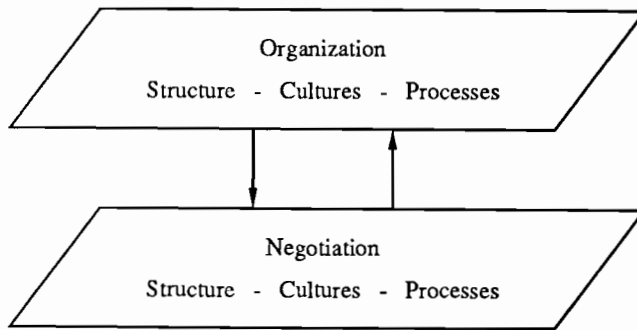 Organization
Structure - Cultures - Processes
Negotiation
Structure - Cultures - Processes